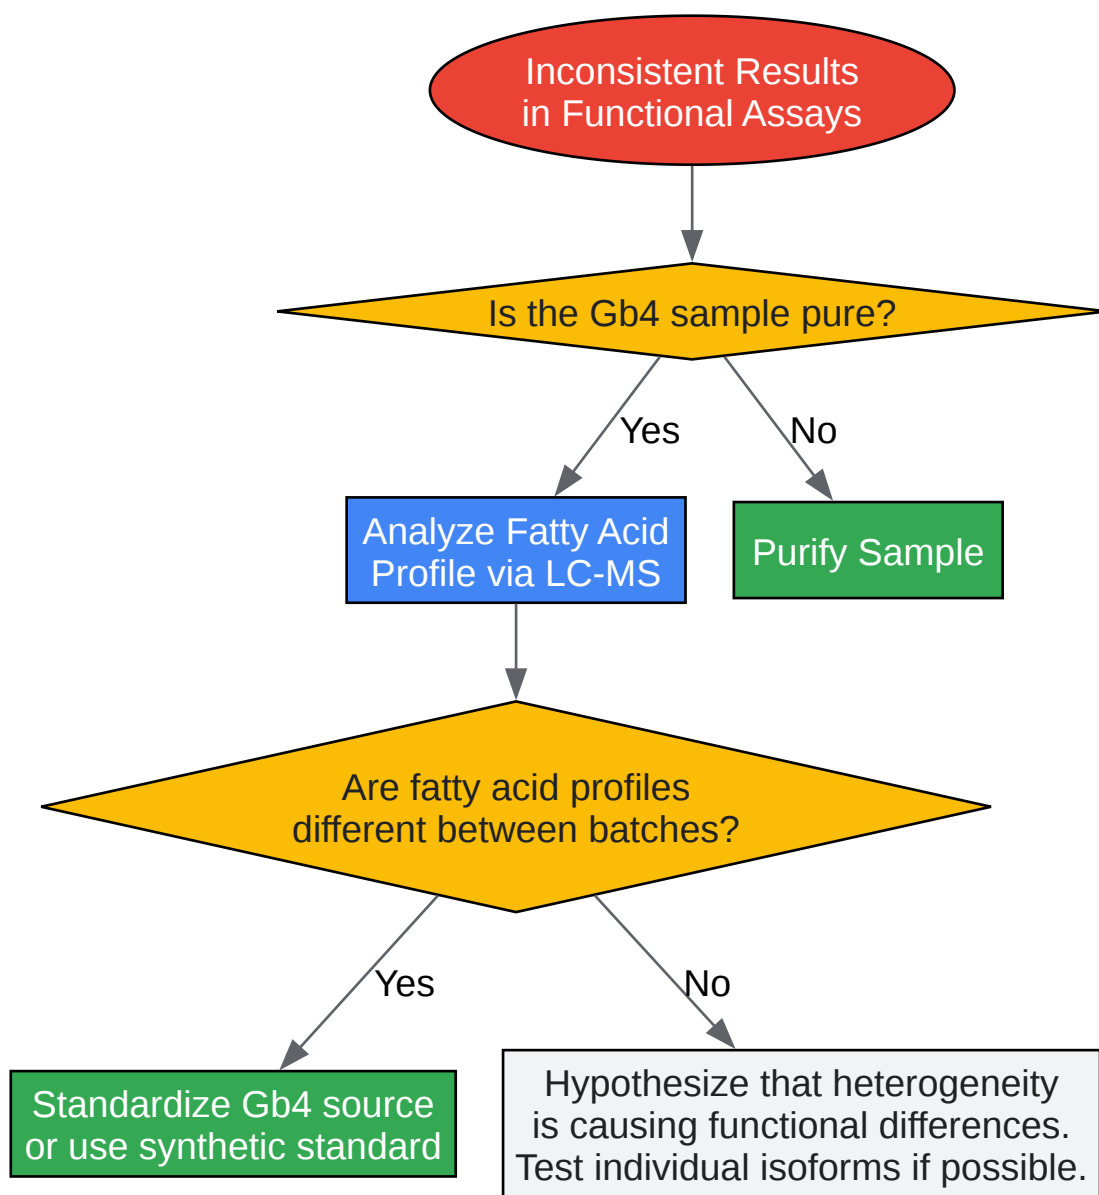 Inconsistent Results
in Functional Assays
Is the Gb4 sample pure?
Yes
No
Analyze Fatty Acid
Profile via LC-MS
Purify Sample
Are fatty acid profiles
different between batches?
Yes
No
Standardize Gb4 source
or use synthetic standard
Hypothesize that heterogeneity
is causing functional differences.
Test individual isoforms if possible.